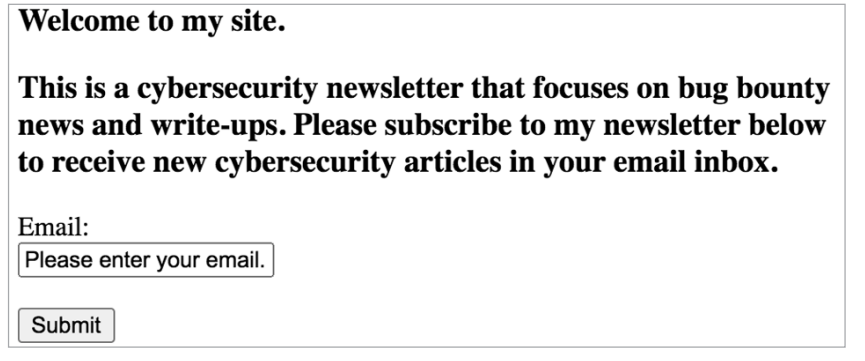 Welcome to my site.
This is a cybersecurity newsletter that focuses on bug bounty
news and write-ups. Please subscribe to my newsletter below
to receive new cybersecurity articles in your email inbox.
Email:
Please enter your email.
Submit